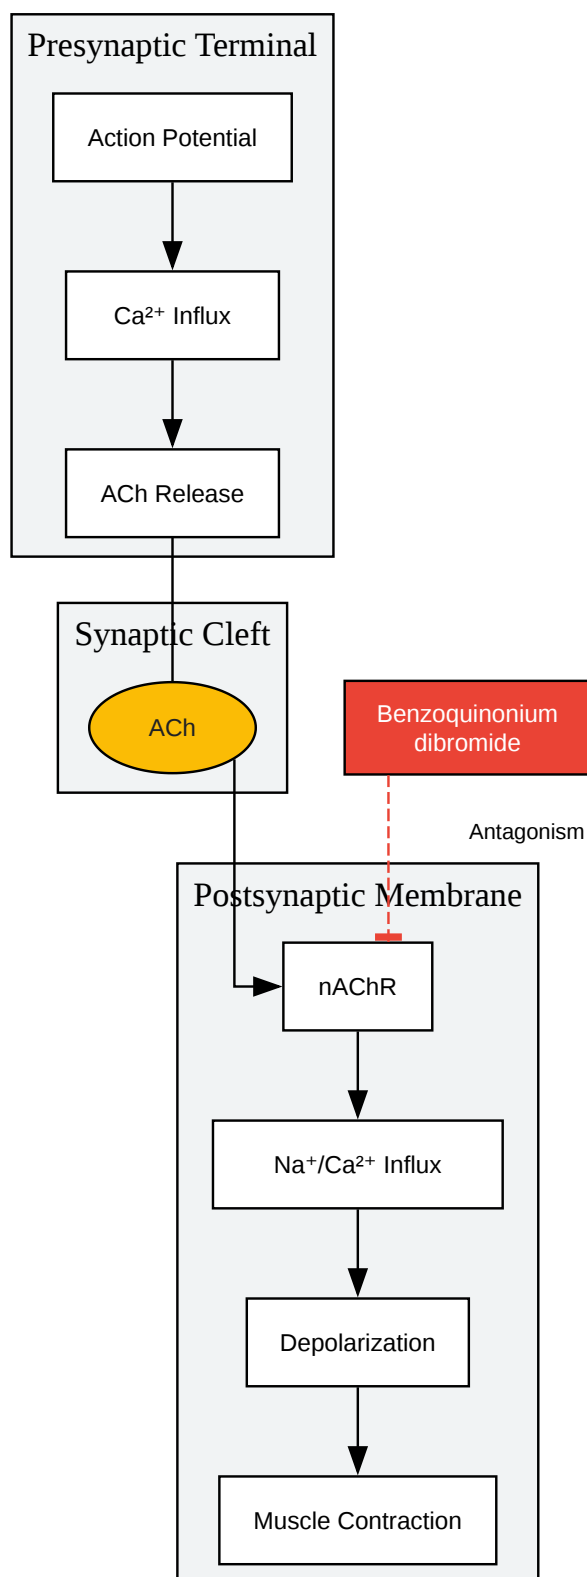 Presynaptic Terminal
Action Potential
Ca²⁺ Influx
ACh Release
Synaptic Cleft
ACh
Benzoquinonium
dibromide
Antagonism
Postsynaptic Membrane
nAChR
Na⁺/Ca²⁺ Influx
Depolarization
Muscle Contraction